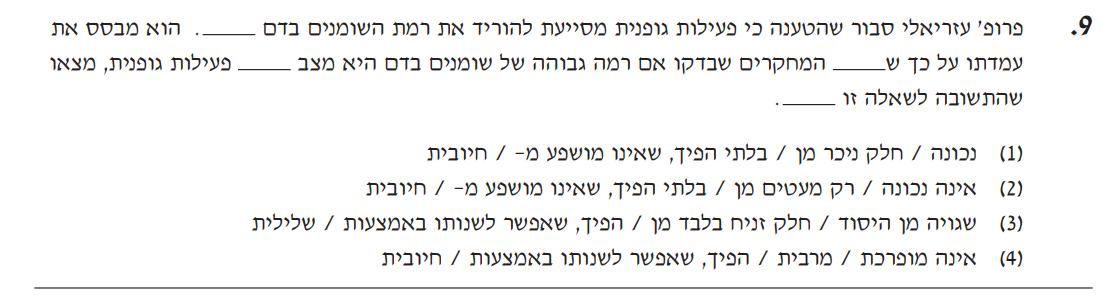 9. פרופ' עזריאלי סבור שהטענה כי פעילות גופנית מסייעת להוריד את רמת השומנים בדם _____. הוא מבסס את
עמדתו על כך ש_____ המחקרים שבדקו אם רמה גבוהה של שומנים בדם היא מצב _____ פעילות גופנית, מצאו
שהתשובה לשאלה זו _____.
(1) נכונה / חלק ניכר מן / בלתי הפיך, שאינו מושפע מ- / חיובית
(2) אינה נכונה / רק מעטים מן / בלתי הפיך, שאינו מושפע מ- / חיובית
(3) שגויה מן היסוד / חלק זניח בלבד מן / הפיך, שאפשר לשנותו באמצעות / שלילית
(4) אינה מופרכת / מרבית / הפיך, שאפשר לשנותו באמצעות / חיובית